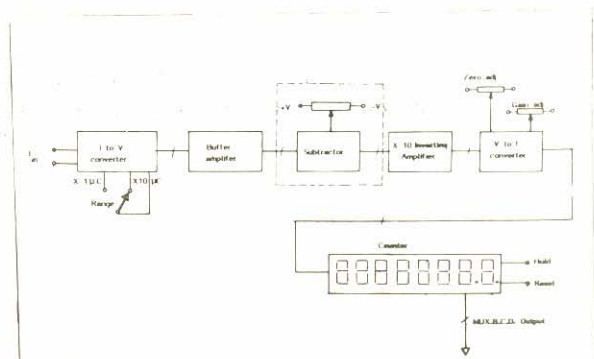 Zero adj
Gain adj
+V
-V
I in
I to V
converter
Buffer
amplifier
Subtractor
X 10 Inverting
Amplifier
V to f
converter
X 1 µC
X10 µC
Range
Counter
Hold
Reset
MUX B.C.D. Output